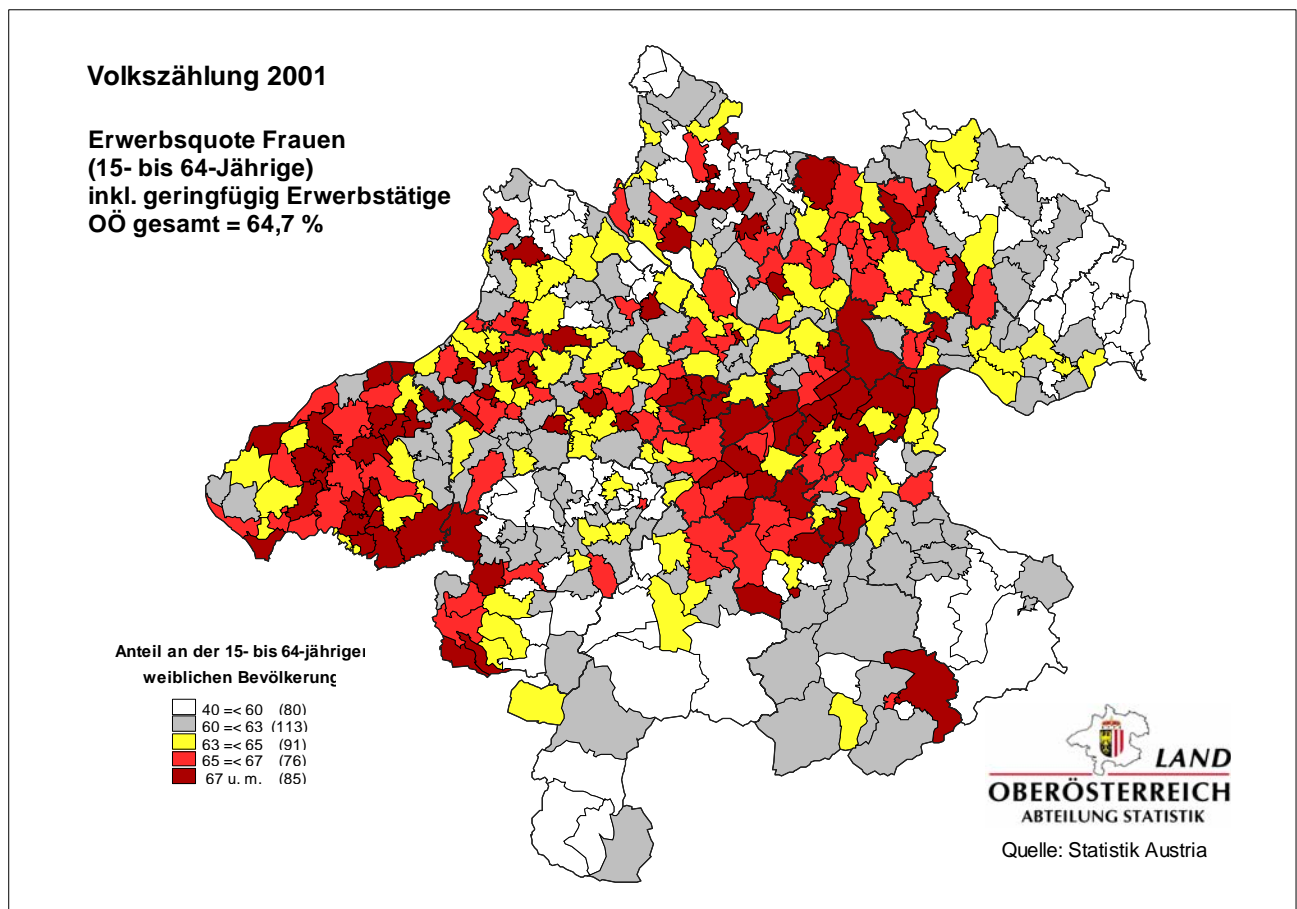 Volkszählung 2001
Erwerbsquote Frauen
(15- bis 64-Jährige)
inkl. geringfügig Erwerbstätige
OÖ gesamt = 64,7 %
Anteil an der 15- bis 64-jährigen
weiblichen Bevölkerung
40 =< 60 (80)
60 =< 63 (113)
63 =< 65 (91)
65 =< 67 (76)
67 u. m. (85)
LAND
OBERÖSTERREICH
ABTEILUNG STATISTIK
Quelle: Statistik Austria